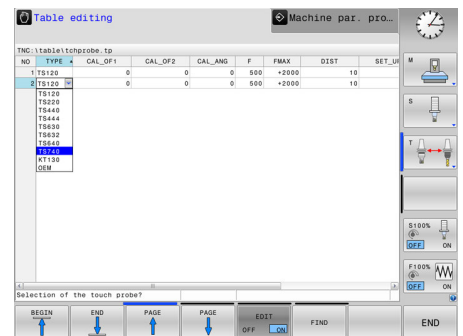 Table editing
Machine par. pro...
TNC:\table\tchprobe.tp
NO TYPE CAL_OF1 CAL_OF2 CAL_ANG F FMAX DIST SET_U
1 TS120 0 0 0 500 +2000 10
2 TS120 0 0 0 500 +2000 10
TS120
TS220
TS440
TS444
TS630
TS632
TS640
TS740
KT130
OEM
M
S
T
S100%
OFF ON
F100%
OFF ON
Selection of the touch probe?
BEGIN
END
PAGE
PAGE
EDIT
OFF ON
FIND
END